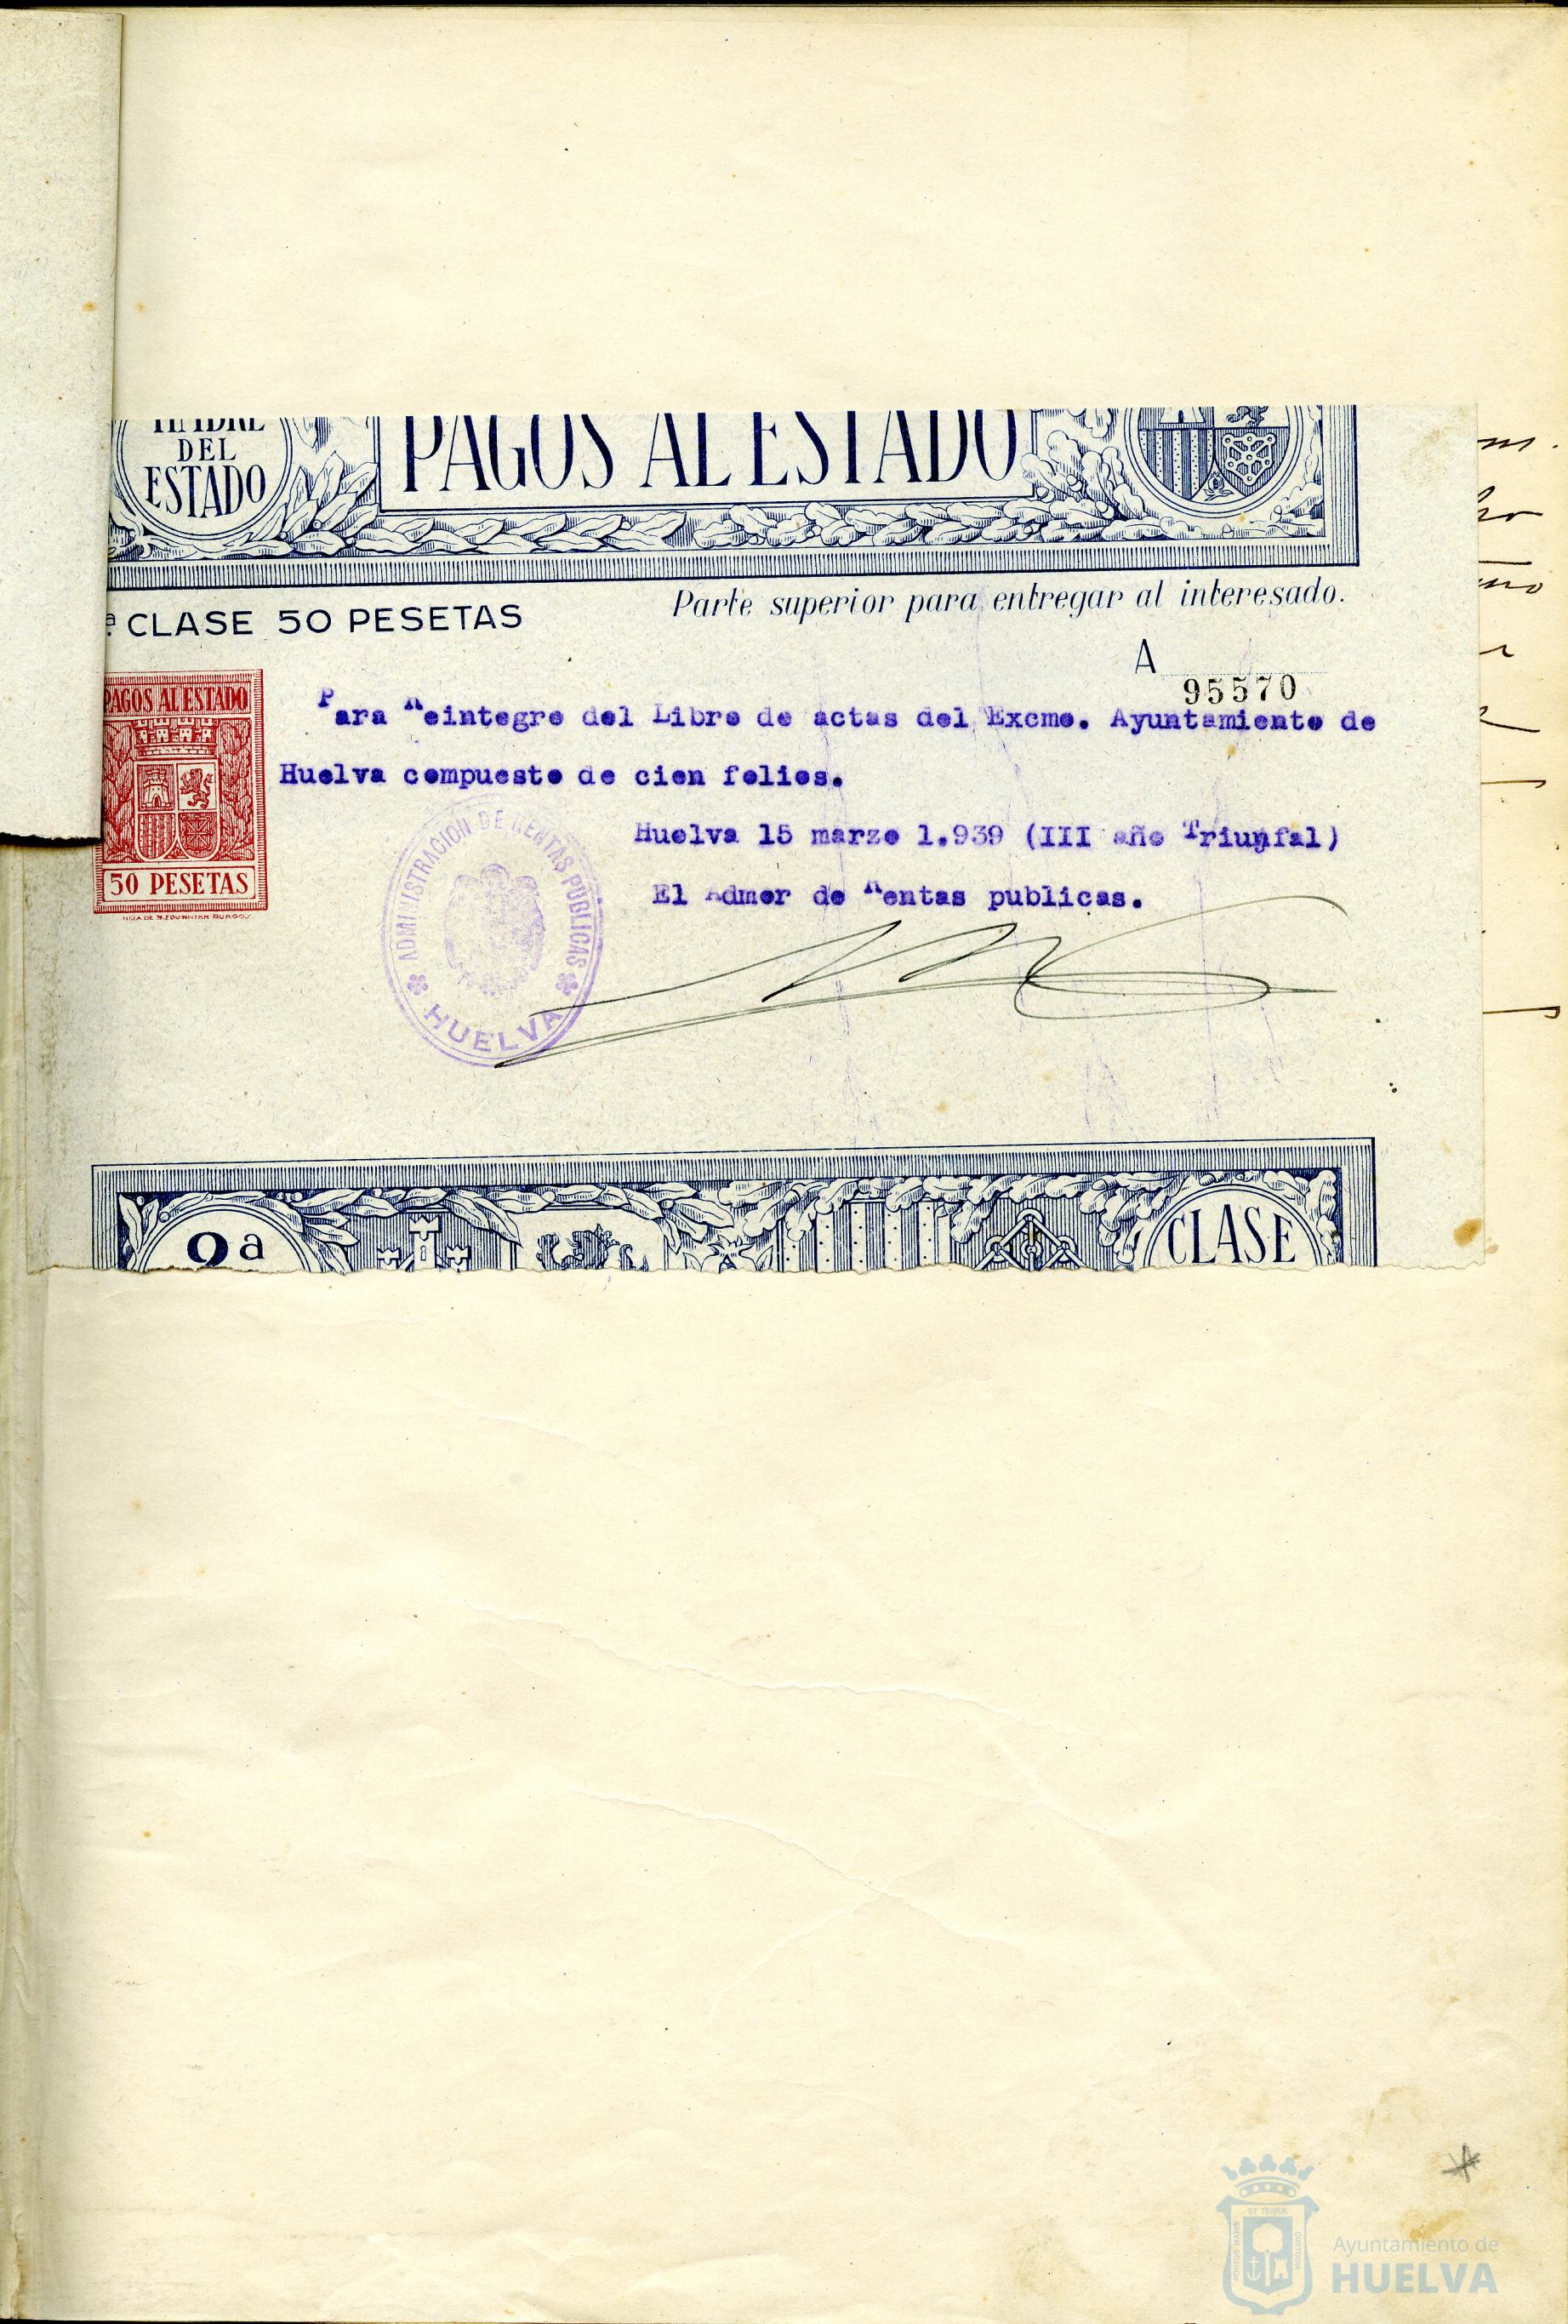 TIMBRE
DEL
ESTADO
PAGOS AL ESTADO
ª CLASE 50 PESETAS
Parte superior para entregar al interesado.
A 95570
PAGOS AL ESTADO
50 PESETAS
Para Reintegro del Libro de actas del Excmo. Ayuntamiento de
Huelva compuesto de cien folios.
Huelva 15 marzo 1.939 (III año Triunfal)
El Admor de Rentas publicas.
ADMINISTRACION DE RENTAS PUBLICAS
HUELVA
CLASE
Ayuntamiento de
HUELVA